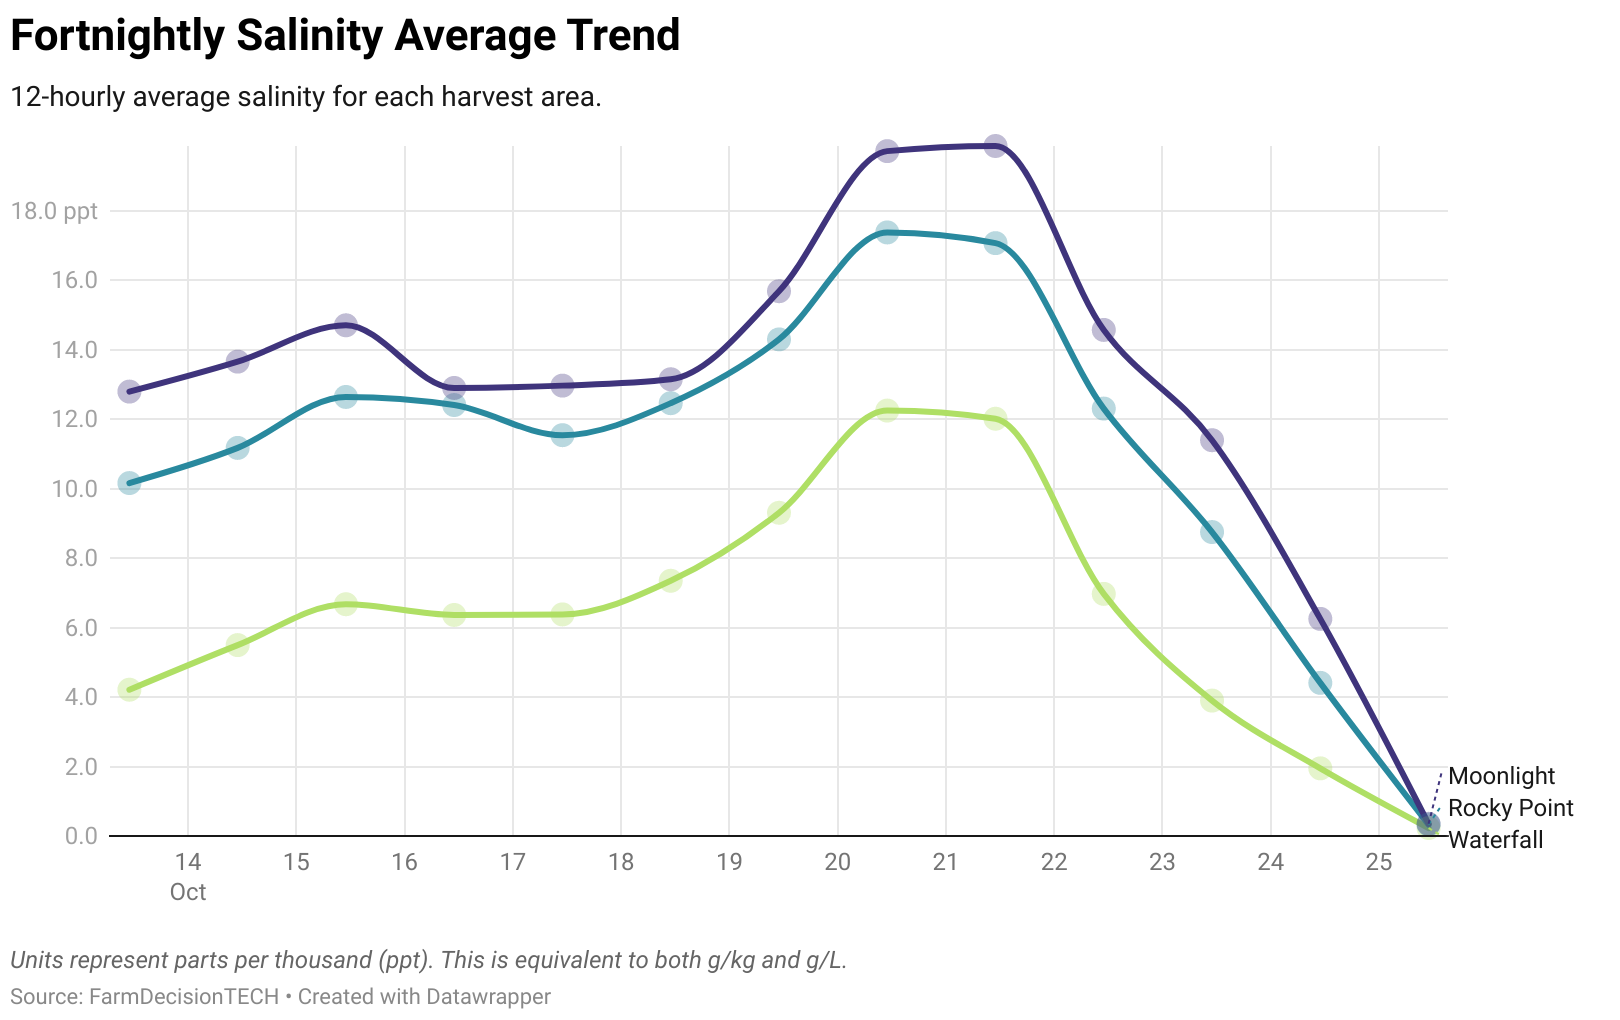 Fortnightly Salinity Average Trend
12-hourly average salinity for each harvest area.
18.0 ppt
16.0
14.0
12.0
10.0
8.0
6.0
4.0
2.0
0.0
Moonlight
Rocky Point
Waterfall
14 15 16 17 18 19 20 21 22 23 24 25
Oct
Units represent parts per thousand (ppt). This is equivalent to both g/kg and g/L.
Source: FarmDecisionTECH • Created with Datawrapper